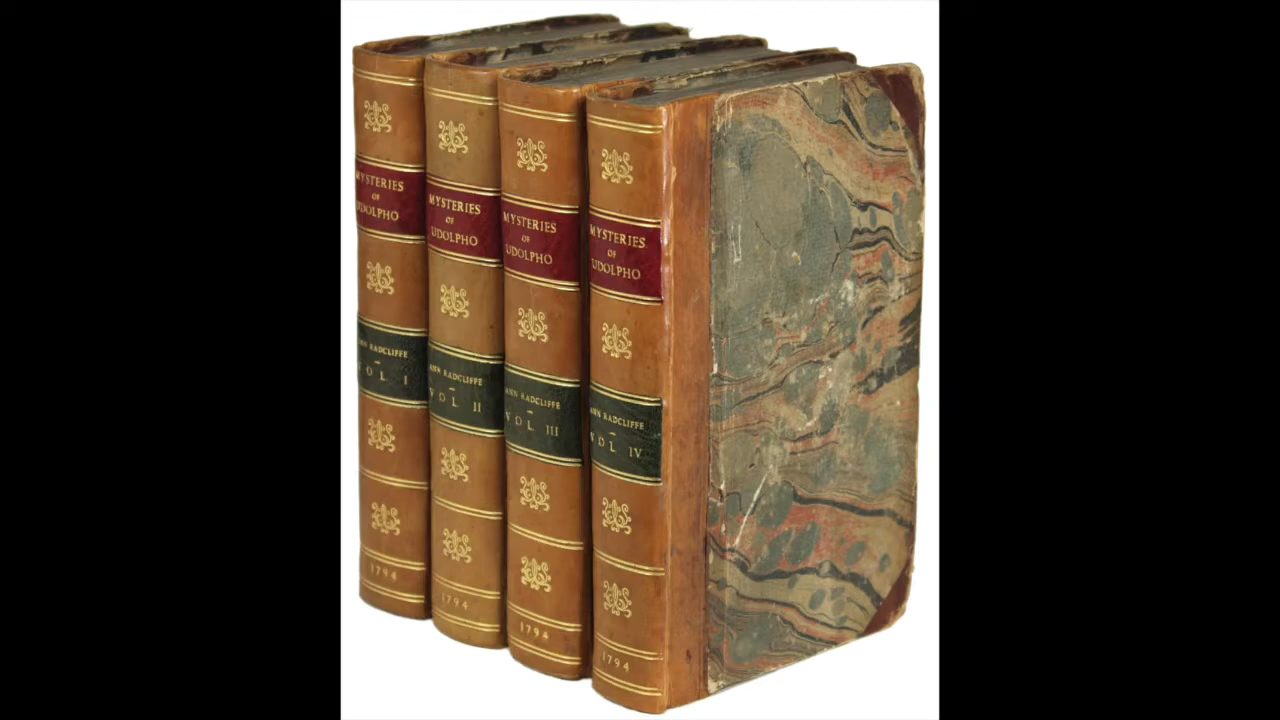 MYSTERIES
OF
UDOLPHO
ANN RADCLIFFE
VOL I
1794
MYSTERIES
OF
UDOLPHO
ANN RADCLIFFE
VOL II
1794
MYSTERIES
OF
UDOLPHO
ANN RADCLIFFE
VOL III
1794
MYSTERIES
OF
UDOLPHO
ANN RADCLIFFE
VOL IV
1794